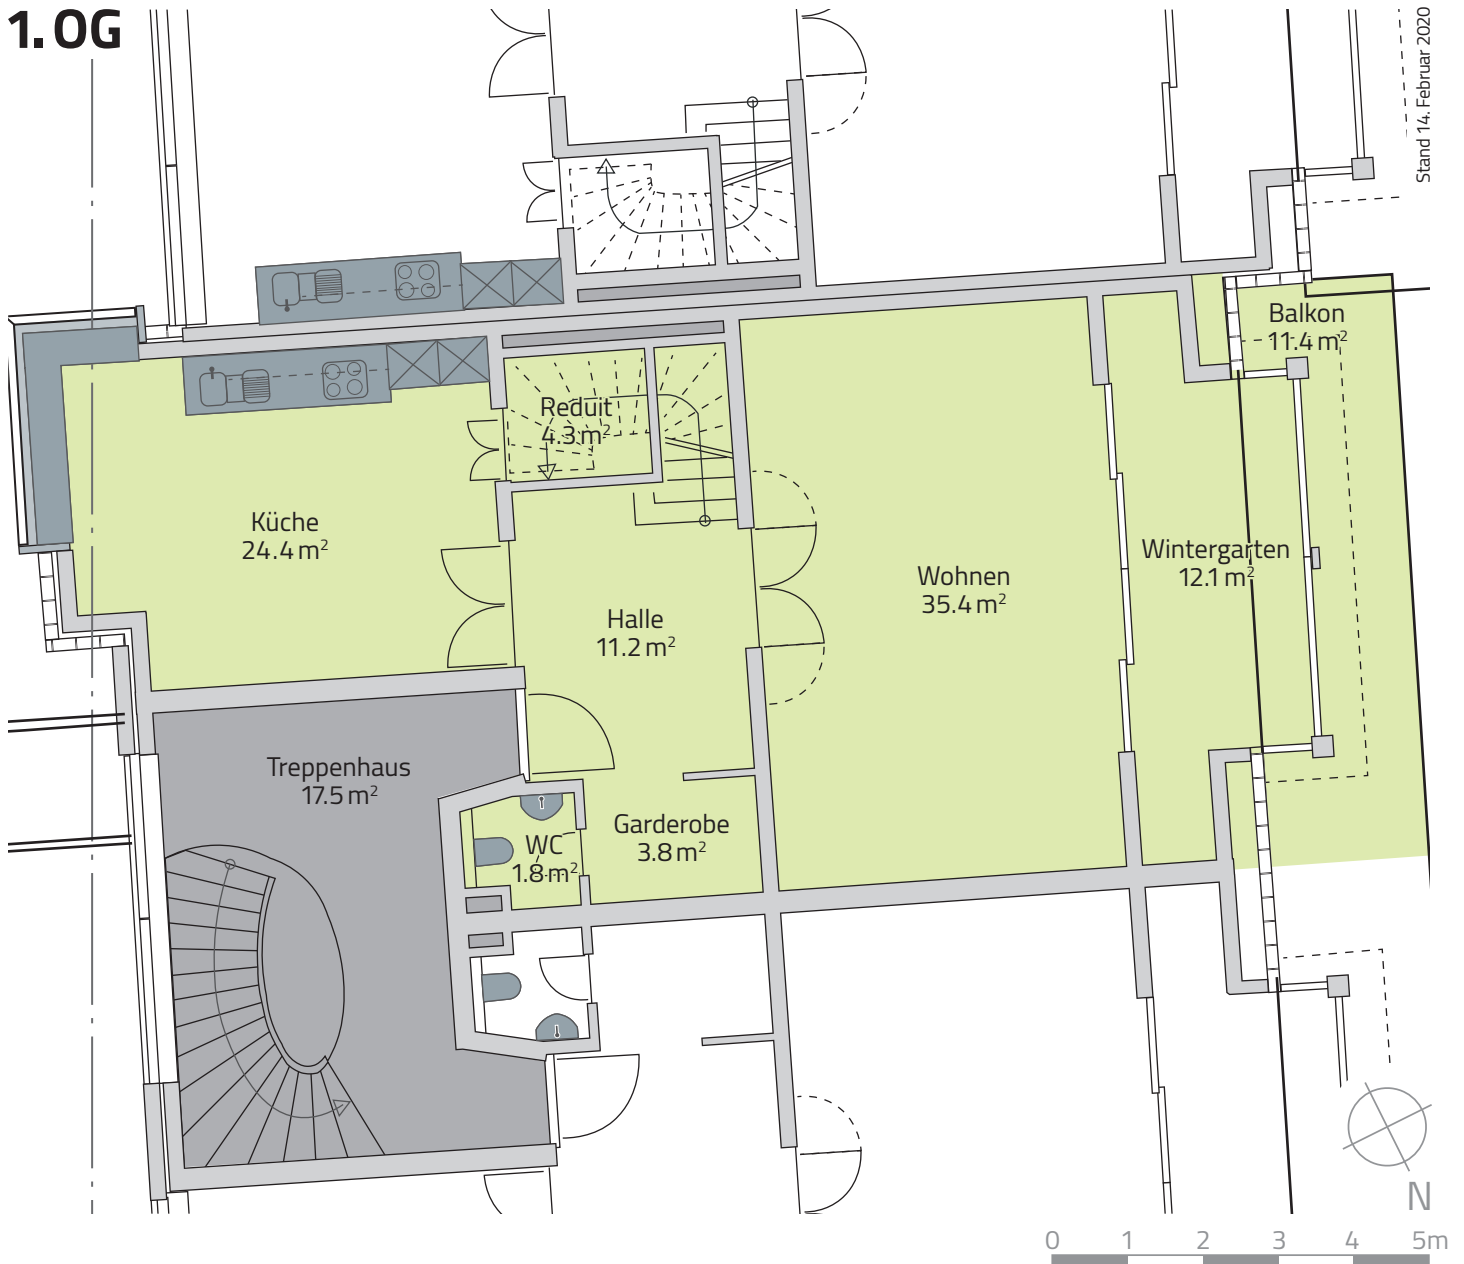 1. OG
Stand 14. Februar 2020
Balkon
11.4 m²
Reduit
4.3 m²
Küche
24.4 m²
Wintergarten
12.1 m²
Wohnen
35.4 m²
Halle
11.2 m²
Treppenhaus
17.5 m²
Garderobe
3.8 m²
WC
1.8 m²
N
0 1 2 3 4 5m